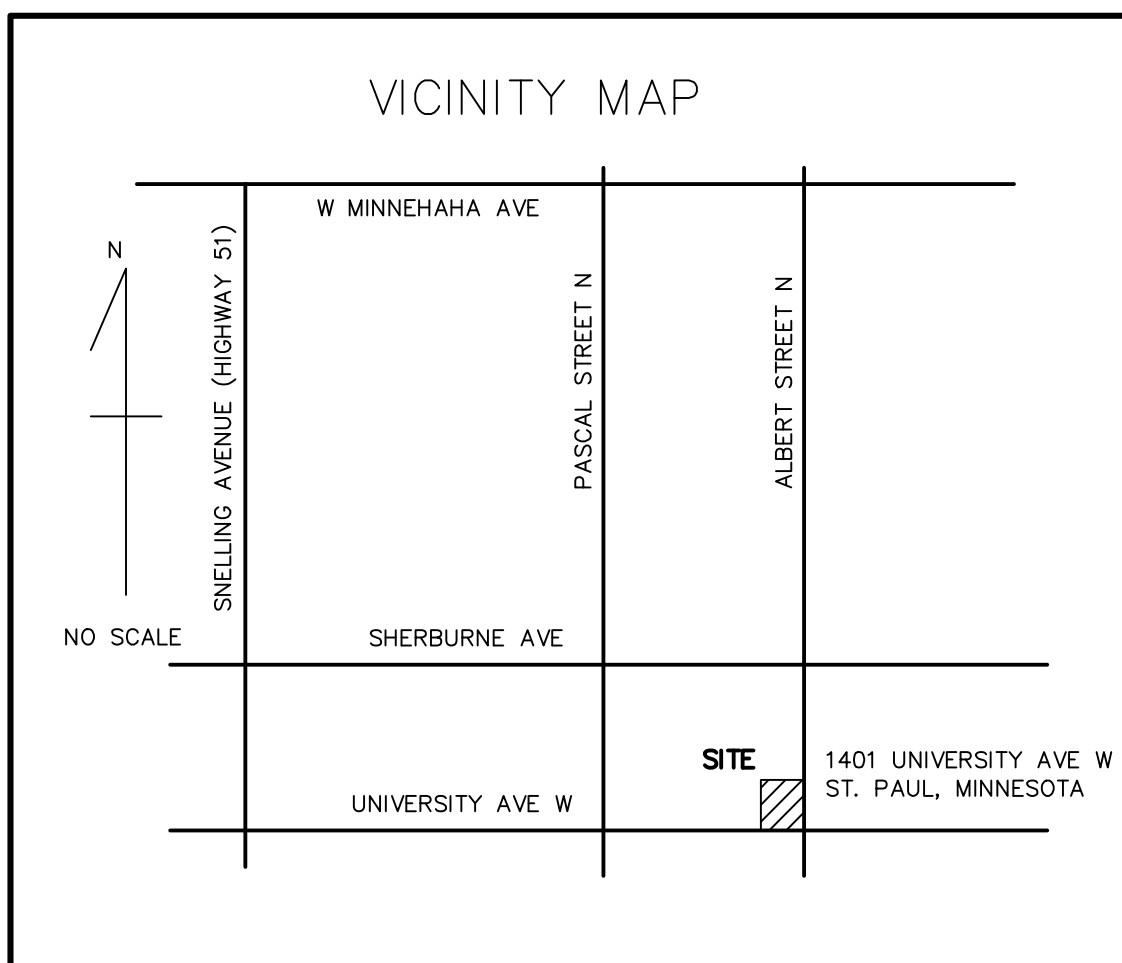 VICINITY MAP
W MINNEHAHA AVE
N
SNELLING AVENUE (HIGHWAY 51)
PASCAL STREET N
ALBERT STREET N
NO SCALE
SHERBURNE AVE
SITE
1401 UNIVERSITY AVE W
ST. PAUL, MINNESOTA
UNIVERSITY AVE W